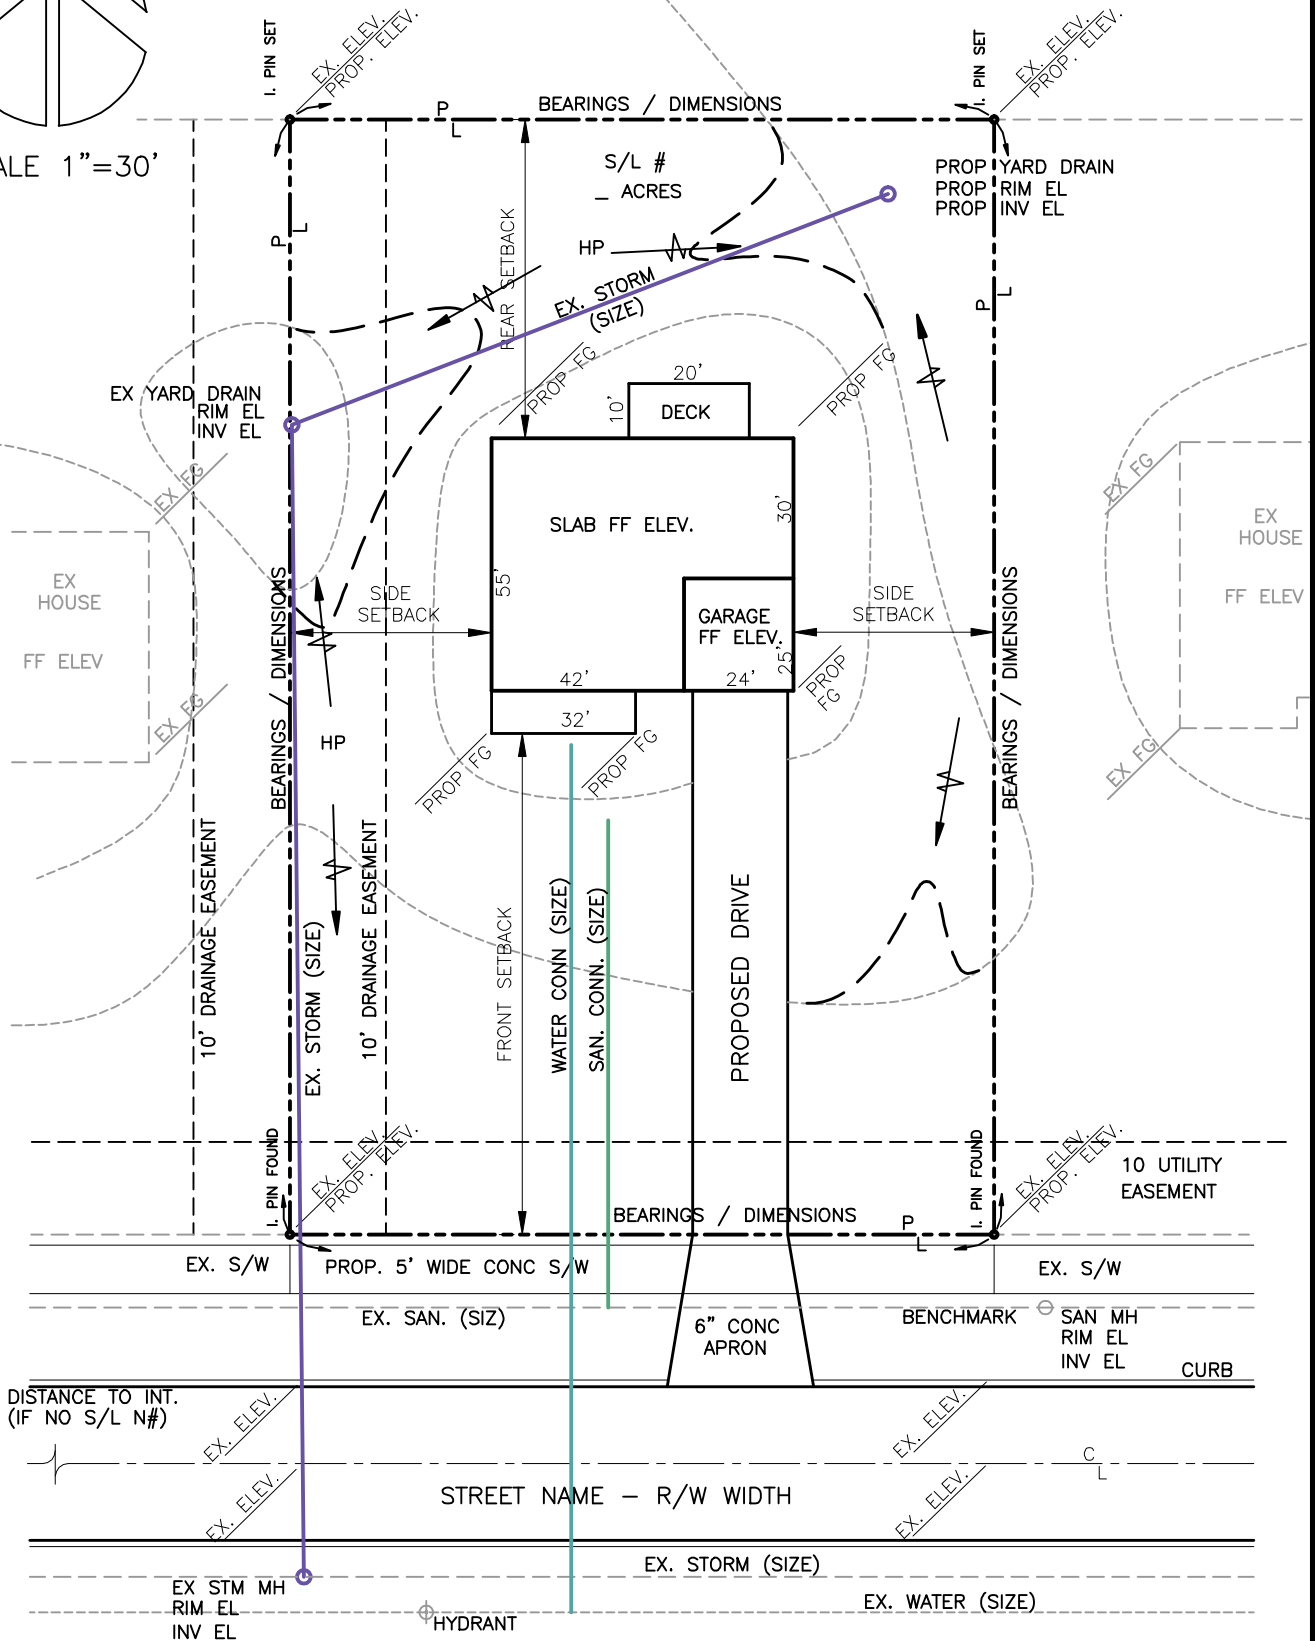 I. PIN SET
EX. ELEV.
PROP. ELEV.
I. PIN SET
EX. ELEV.
PROP. ELEV.
P
L
BEARINGS / DIMENSIONS
ALE 1"=30'
S/L #
_ ACRES
PROP YARD DRAIN
PROP RIM EL
PROP INV EL
P
L
HP
REAR SETBACK
EX. STORM
(SIZE)
P
L
PROP FG
PROP FG
20'
10'
DECK
EX YARD DRAIN
RIM EL
INV EL
EX FG
EX FG
SLAB FF ELEV.
30'
55'
EX
HOUSE
FF ELEV
EX
HOUSE
FF ELEV
SIDE
SETBACK
SIDE
SETBACK
GARAGE
FF ELEV.
25'
42'
24'
32'
PROP
FG
BEARINGS / DIMENSIONS
BEARINGS / DIMENSIONS
EX FG
EX FG
HP
PROP FG
PROP FG
10' DRAINAGE EASEMENT
EX. STORM (SIZE)
10' DRAINAGE EASEMENT
FRONT SETBACK
WATER CONN (SIZE)
SAN. CONN. (SIZE)
PROPOSED DRIVE
I. PIN FOUND
EX. ELEV.
PROP. ELEV.
I. PIN FOUND
EX. ELEV.
PROP. ELEV.
10 UTILITY
EASEMENT
BEARINGS / DIMENSIONS
P
L
EX. S/W
PROP. 5' WIDE CONC S/W
EX. S/W
EX. SAN. (SIZ)
6" CONC
APRON
BENCHMARK
SAN MH
RIM EL
INV EL
CURB
DISTANCE TO INT.
(IF NO S/L N#)
EX. ELEV.
EX. ELEV.
C
L
EX. ELEV.
STREET NAME – R/W WIDTH
EX. ELEV.
EX. STORM (SIZE)
EX STM MH
RIM EL
INV EL
HYDRANT
EX. WATER (SIZE)